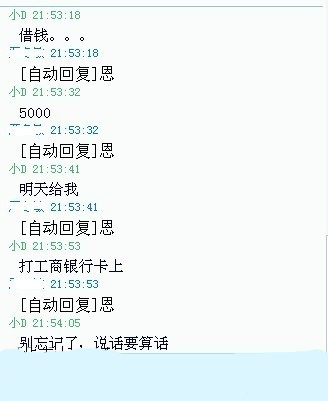 小D 21:53:18
借钱。。。
21:53:18
[自动回复]恩
小D 21:53:32
5000
21:53:32
[自动回复]恩
小D 21:53:41
明天给我
21:53:41
[自动回复]恩
小D 21:53:53
打工商银行卡上
21:53:53
[自动回复]恩
小D 21:54:05
别忘记了，说话要算话